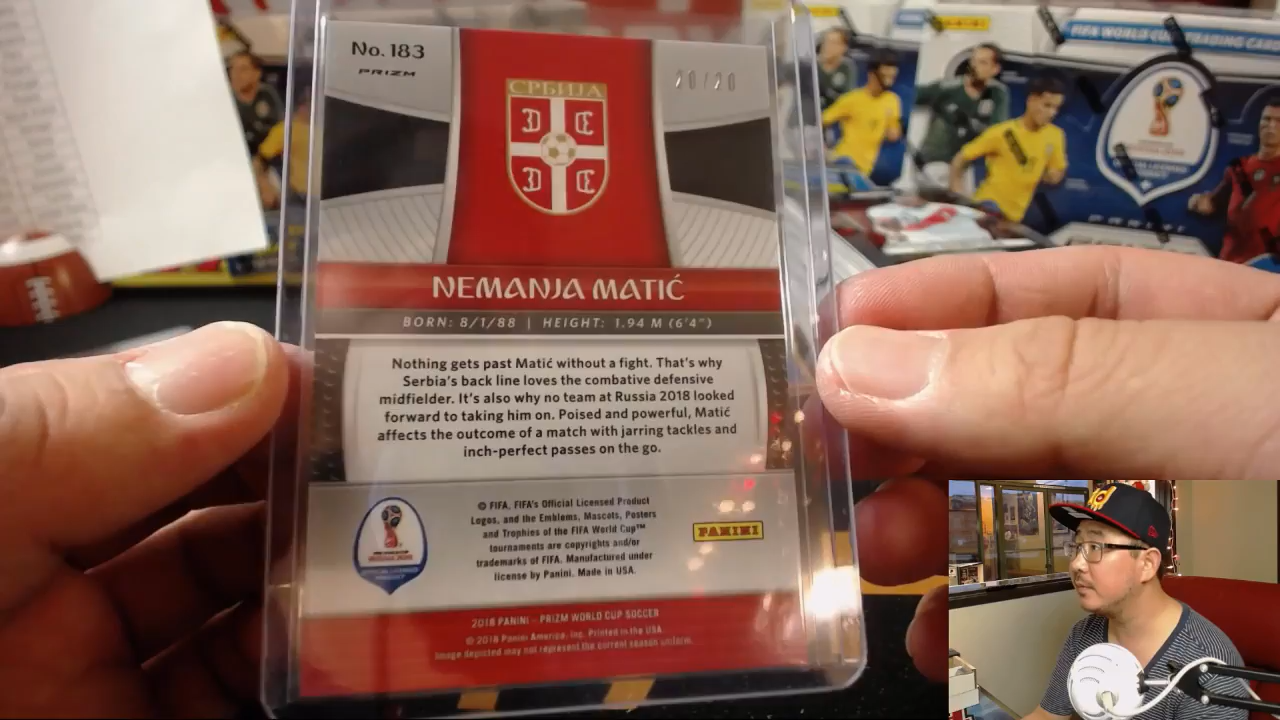 No. 183
PRIZM
20/20
СРБИЈА
NEMANJA MATIĆ
BORN: 8/1/88 | HEIGHT: 1.94 M (6'4")
Nothing gets past Matić without a fight. That's why
Serbia's back line loves the combative defensive
midfielder. It's also why no team at Russia 2018 looked
forward to taking him on. Poised and powerful, Matić
affects the outcome of a match with jarring tackles and
inch-perfect passes on the go.
© FIFA, FIFA's Official Licensed Product
Logos, and the Emblems, Mascots, Posters
and Trophies of the FIFA World Cup™
tournaments are copyrights and/or
trademarks of FIFA. Manufactured under
license by Panini. Made in USA.
OFFICIAL LICENSED
PRODUCT
PANINI
2018 PANINI - PRIZM WORLD CUP SOCCER
© 2018 Panini America, Inc. Printed in the USA.
Image depicted may not represent the current season uniform.
PANINI
FIFA WORLD CUP TRADING CARDS